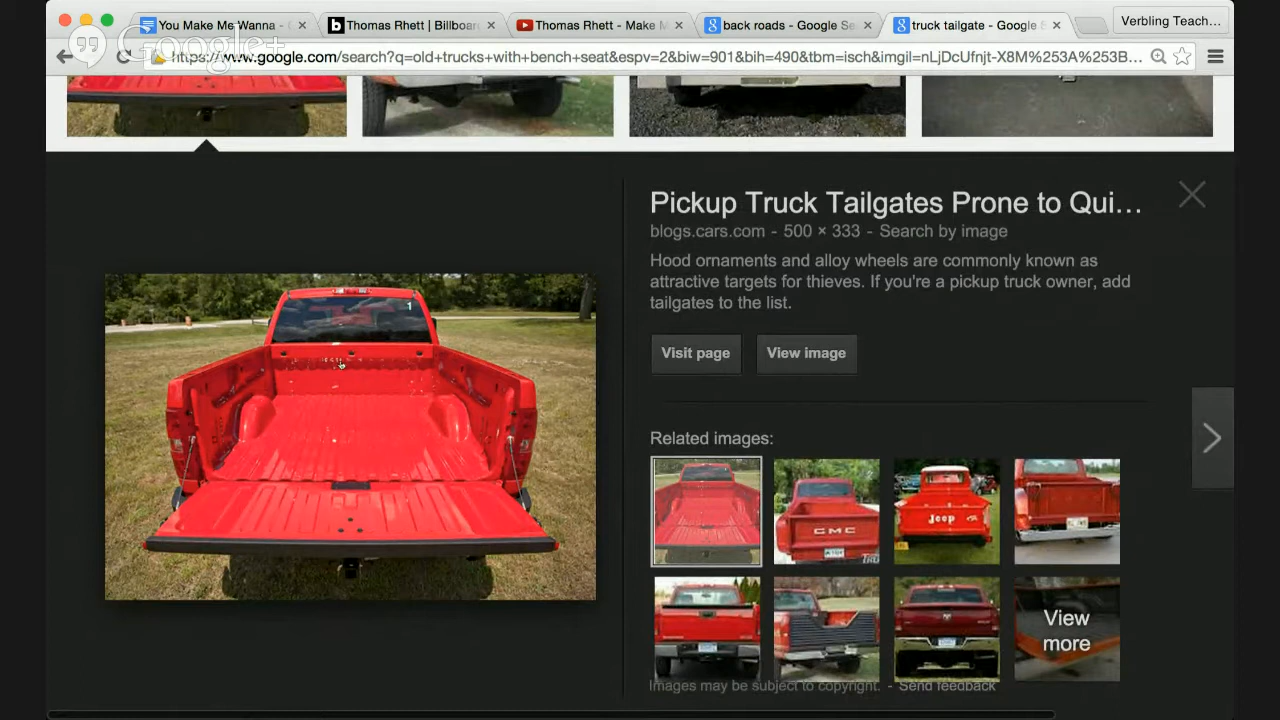 You Make Me Wanna -
Thomas Rhett | Billboar
Thomas Rhett - Make M
back roads - Google Se
truck tailgate - Google S
Verbling Teach…
Google+
https://www.google.com/search?q=old+trucks+with+bench+seat&espv=2&biw=901&bih=490&tbm=isch&imgil=nLjDcUfnjt-X8M%253A%253B…
Pickup Truck Tailgates Prone to Qui…
blogs.cars.com - 500 × 333 - Search by image
Hood ornaments and alloy wheels are commonly known as
attractive targets for thieves. If you're a pickup truck owner, add
tailgates to the list.
Visit page
View image
Related images:
GMC
Jeep
View
more
Images may be subject to copyright. - Send feedback